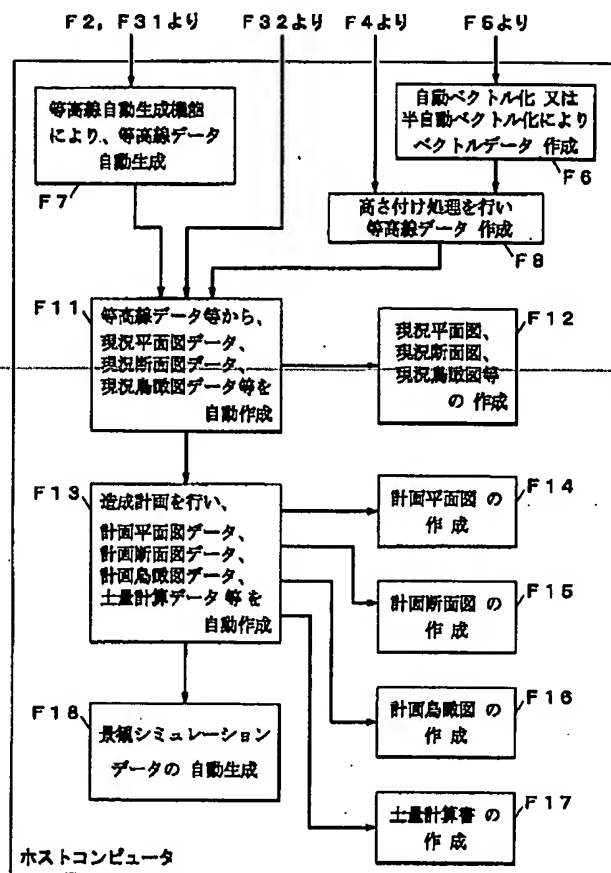 F2, F31より
F32より
F4より
F5より
等高線自動生成機能
により、等高線データ
自動生成
F7
自動ベクトル化 又は
半自動ベクトル化により
ベクトルデータ 作成
F6
高さ付け処理を行い
等高線データ 作成
F8
F11
等高線データ等から、
現況平面図データ、
現況断面図データ、
現況鳥瞰図データ等を
自動作成
F12
現況平面図、
現況断面図、
現況鳥瞰図等
の 作成
F13
造成計画を行い、
計画平面図データ、
計画断面図データ、
計画鳥瞰図データ、
土量計算データ 等 を
自動作成
F14
計画平面図 の
作 成
F15
計画断面図 の
作 成
F16
計画鳥瞰図 の
作 成
F18
景観シミュレーション
データの 自動生成
F17
土量計算書 の
作 成
ホストコンピュータ